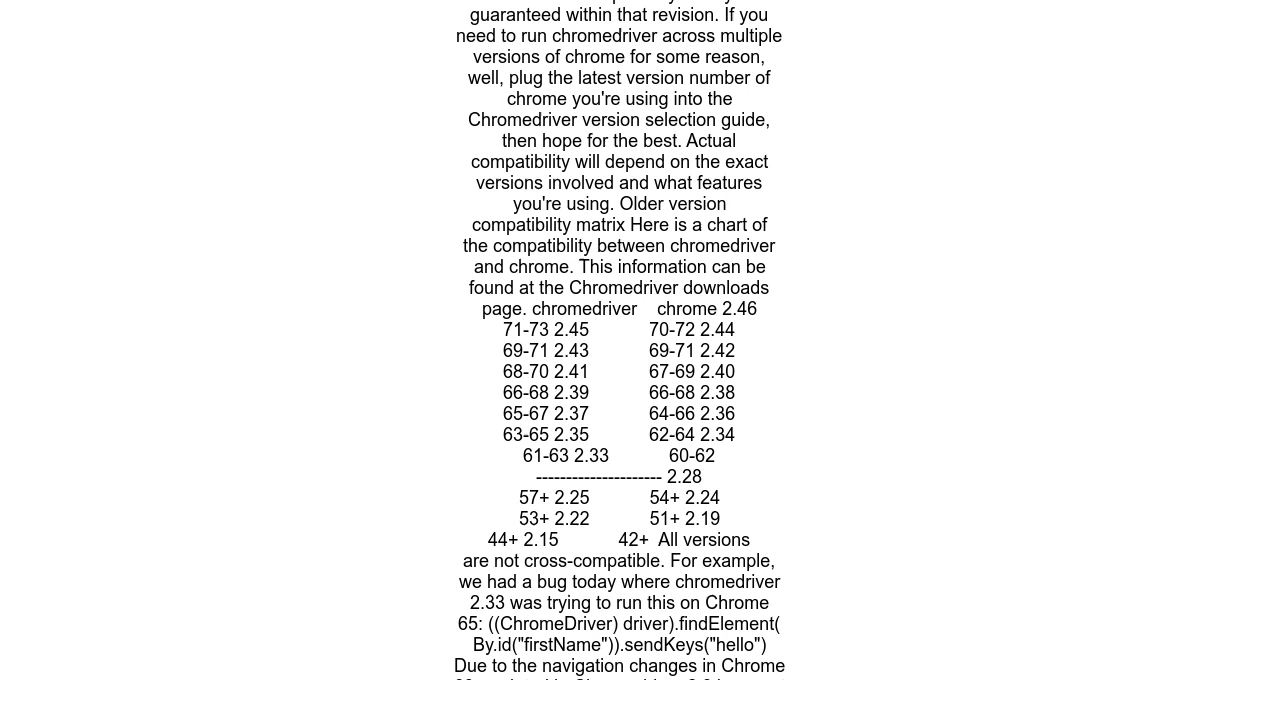 guaranteed within that revision. If you
need to run chromedriver across multiple
versions of chrome for some reason,
well, plug the latest version number of
chrome you're using into the
Chromedriver version selection guide,
then hope for the best. Actual
compatibility will depend on the exact
versions involved and what features
you're using. Older version
compatibility matrix Here is a chart of
the compatibility between chromedriver
and chrome. This information can be
found at the Chromedriver downloads
page. chromedriver    chrome 2.46
71-73 2.45            70-72 2.44
69-71 2.43            69-71 2.42
68-70 2.41            67-69 2.40
66-68 2.39            66-68 2.38
65-67 2.37            64-66 2.36
63-65 2.35            62-64 2.34
61-63 2.33            60-62
--------------------- 2.28
57+ 2.25            54+ 2.24
53+ 2.22            51+ 2.19
44+ 2.15            42+  All versions
are not cross-compatible. For example,
we had a bug today where chromedriver
2.33 was trying to run this on Chrome
65: ((ChromeDriver) driver).findElement(
By.id("firstName")).sendKeys("hello")
Due to the navigation changes in Chrome